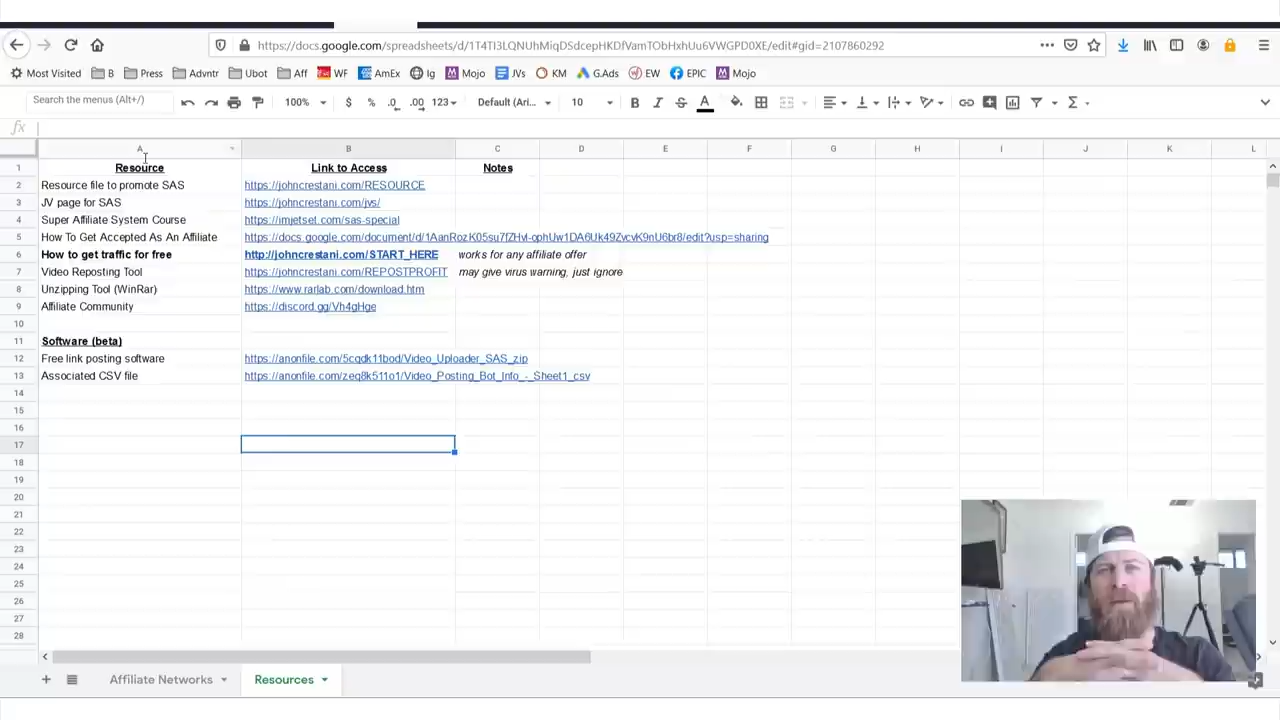 https://docs.google.com/spreadsheets/d/1T4TI3LQNUhMiqDSdcepHKDfVamTObHxhUu6VWGPD0XE/edit#gid=2107860292
Most Visited B Press Advntr Ubot Aff WF AmEx Ig Mojo JVs KM G.Ads EW EPIC Mojo
Search the menus (Alt+/) 100% $ % .0 .00 123 Default (Ari... 10 B I S A Σ
fx
A B C D E F G H I J K L
1 Resource Link to Access Notes
2 Resource file to promote SAS https://johncrestani.com/RESOURCE
3 JV page for SAS https://johncrestani.com/jvs/
4 Super Affiliate System Course https://imjetset.com/sas-special
5 How To Get Accepted As An Affiliate https://docs.google.com/document/d/1AanRozK05su7fZHvI-ophUw1DA6Uk49ZvcvK9nU6br8/edit?usp=sharing
6 How to get traffic for free http://johncrestani.com/START_HERE works for any affiliate offer
7 Video Reposting Tool https://johncrestani.com/REPOSTPROFIT may give virus warning, just ignore
8 Unzipping Tool (WinRar) https://www.rarlab.com/download.htm
9 Affiliate Community https://discord.gg/Vh4gHge
10
11 Software (beta)
12 Free link posting software https://anonfile.com/5cqdk11bod/Video_Uploader_SAS_zip
13 Associated CSV file https://anonfile.com/zeq8k511o1/Video_Posting_Bot_Info_-_Sheet1_csv
14
15
16
17
18
19
20
21
22
23
24
25
26
27
28
+ Affiliate Networks Resources